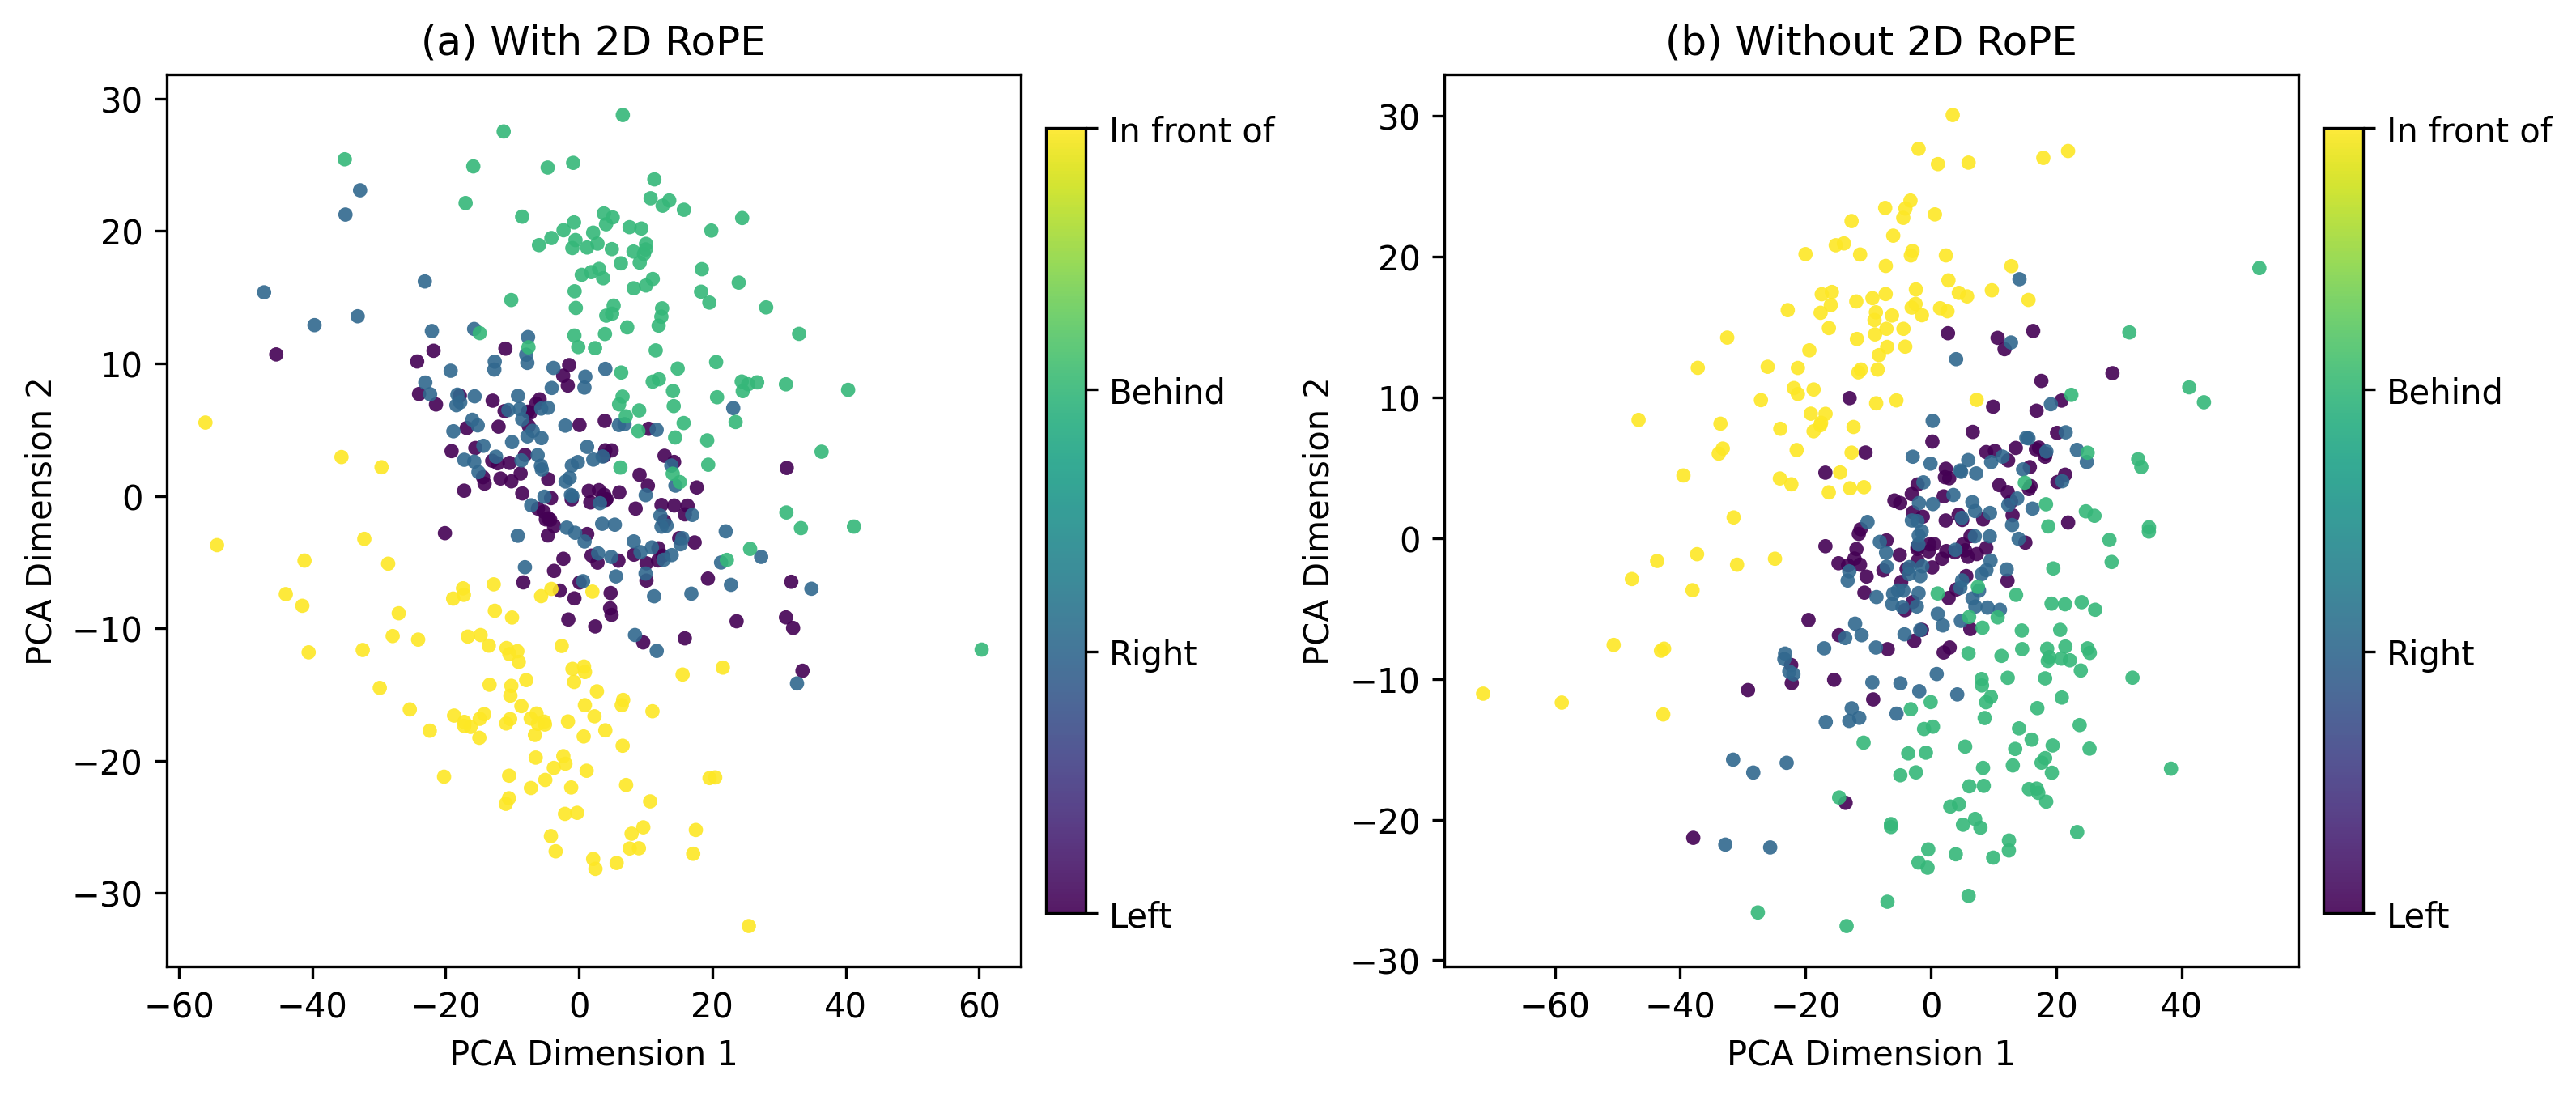 (a) With 2D RoPE
30
20
10
0
−10
−20
−30
PCA Dimension 2
−60 −40 −20 0 20 40 60
PCA Dimension 1
In front of
Behind
Right
Left
(b) Without 2D RoPE
30
20
10
0
−10
−20
−30
PCA Dimension 2
−60 −40 −20 0 20 40
PCA Dimension 1
In front of
Behind
Right
Left